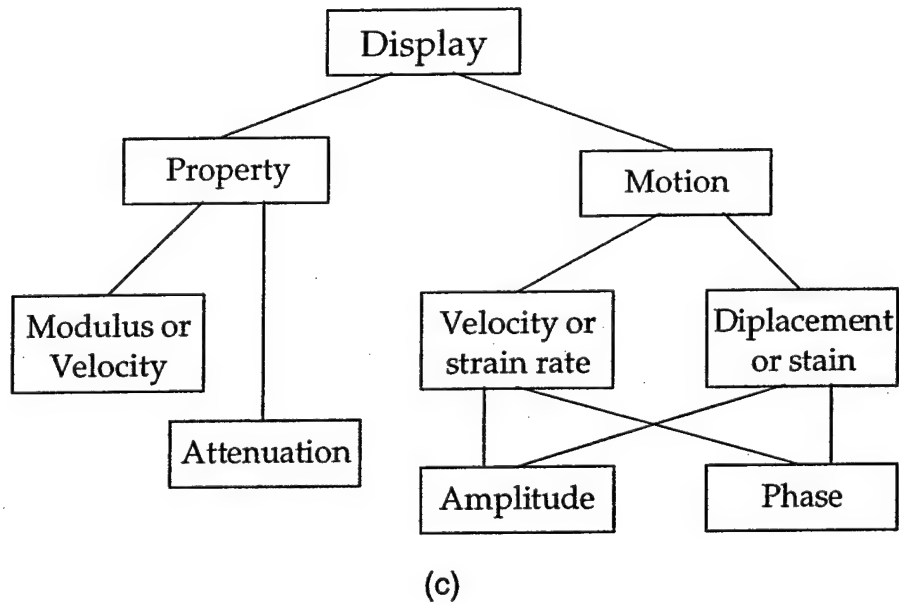 Display
Property
Motion
Modulus or
Velocity
Velocity or
strain rate
Diplacement
or stain
Attenuation
Amplitude
Phase
(c)